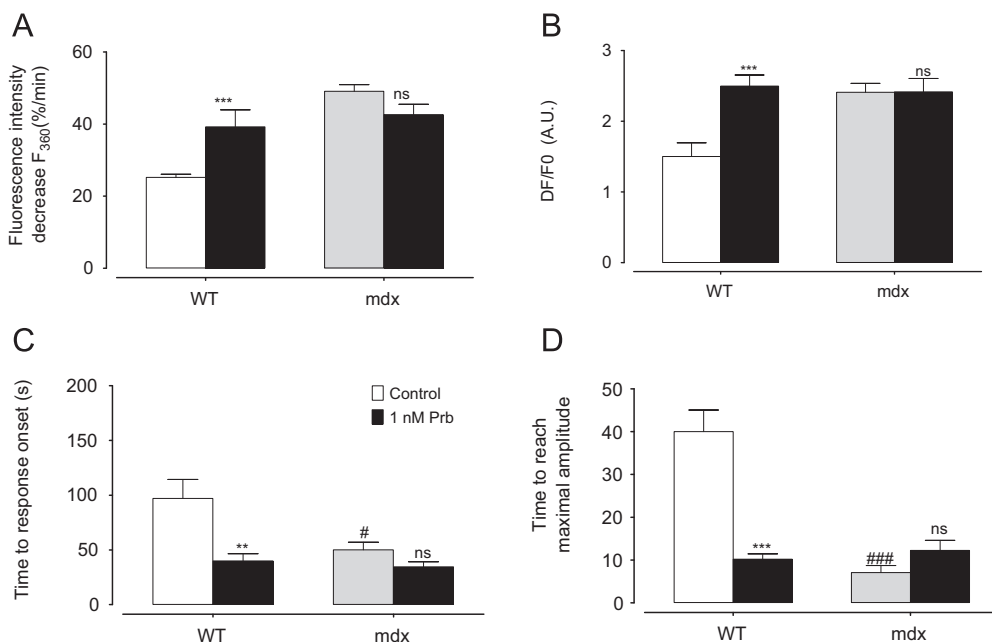 A
Fluorescence intensity
decrease F360(%/min)
60
40
20
0
***
ns
WT
mdx
B
DF/F0 (A.U.)
3
2
1
0
***
ns
WT
mdx
C
Time to response onset (s)
200
150
100
50
0
Control
1 nM Prb
**
#
ns
WT
mdx
D
Time to reach
maximal amplitude
50
40
30
20
10
0
***
###
ns
WT
mdx